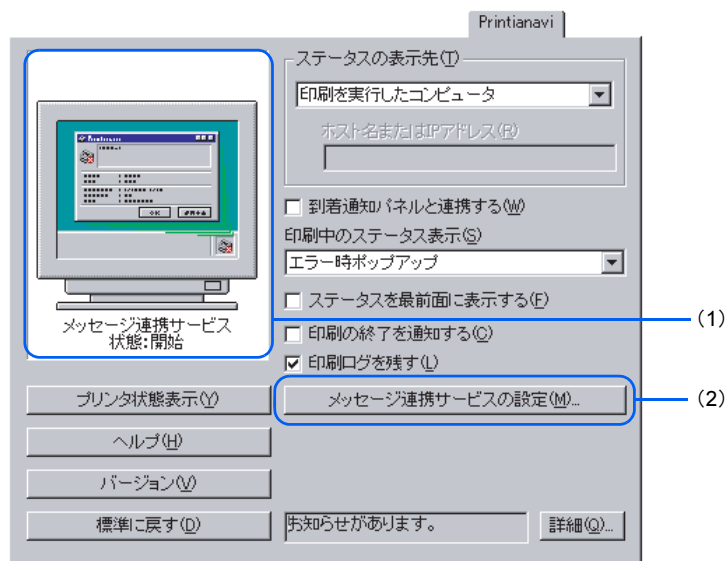 Printianavi
ステータスの表示先(T)
印刷を実行したコンピュータ
ホスト名またはIPアドレス(R)
到着通知パネルと連携する(W)
印刷中のステータス表示(S)
エラー時ポップアップ
ステータスを最前面に表示する(F)
印刷の終了を通知する(C)
印刷ログを残す(L)
メッセージ連携サービス
状態:開始
(1)
プリンタ状態表示(Y)
メッセージ連携サービスの設定(M)...
(2)
ヘルプ(H)
バージョン(V)
標準に戻す(D)
お知らせがあります。
詳細(Q)...